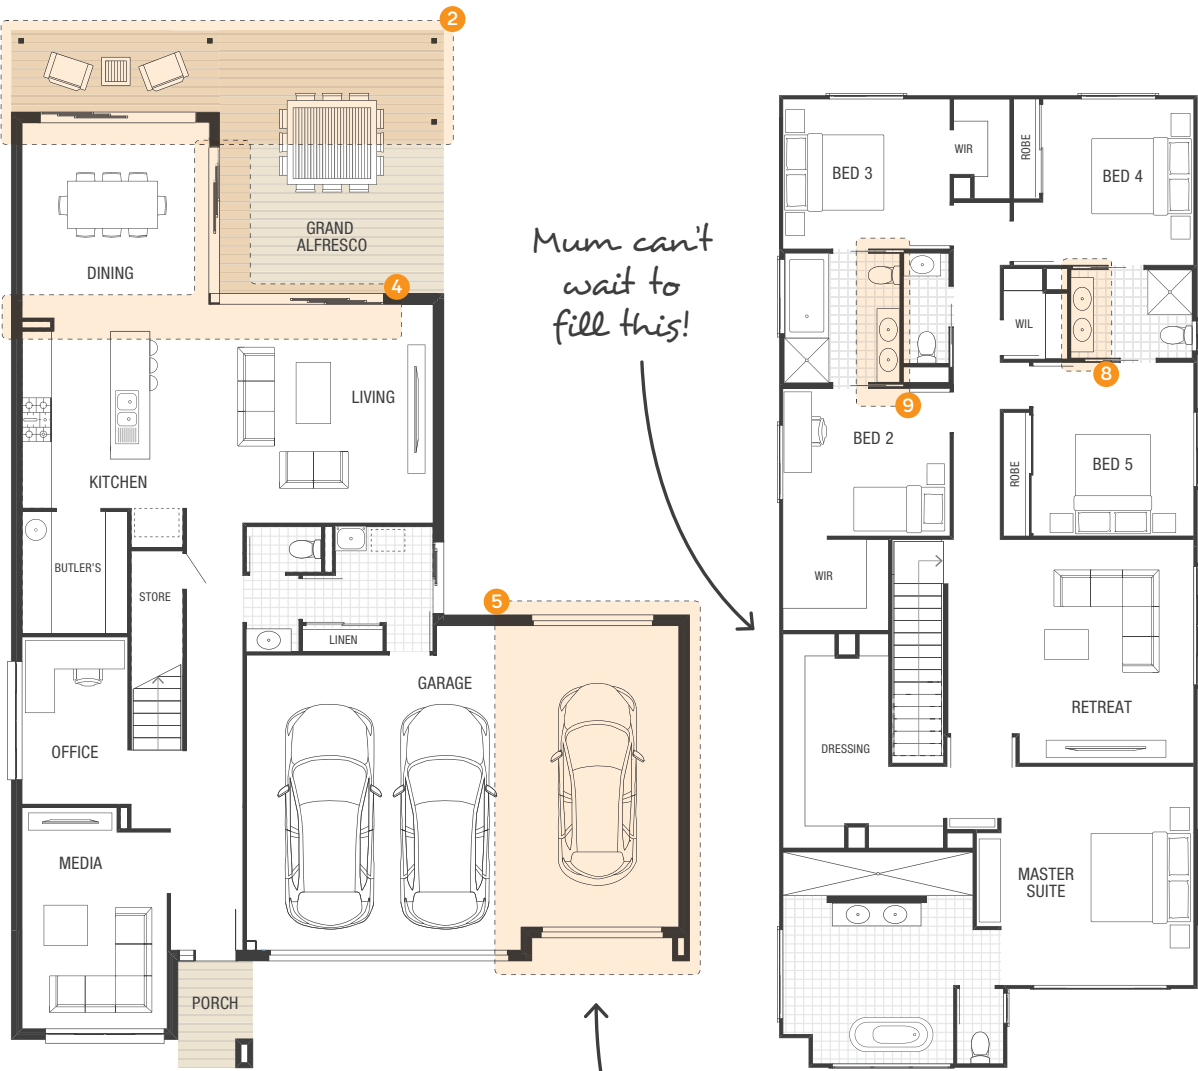 2
GRAND
ALFRESCO
DINING
4
LIVING
KITCHEN
BUTLER'S
STORE
LINEN
5
GARAGE
OFFICE
MEDIA
PORCH
Mum can't
wait to
fill this!
BED 3
WIR
ROBE
BED 4
WIL
8
9
BED 2
ROBE
BED 5
WIR
RETREAT
DRESSING
MASTER
SUITE